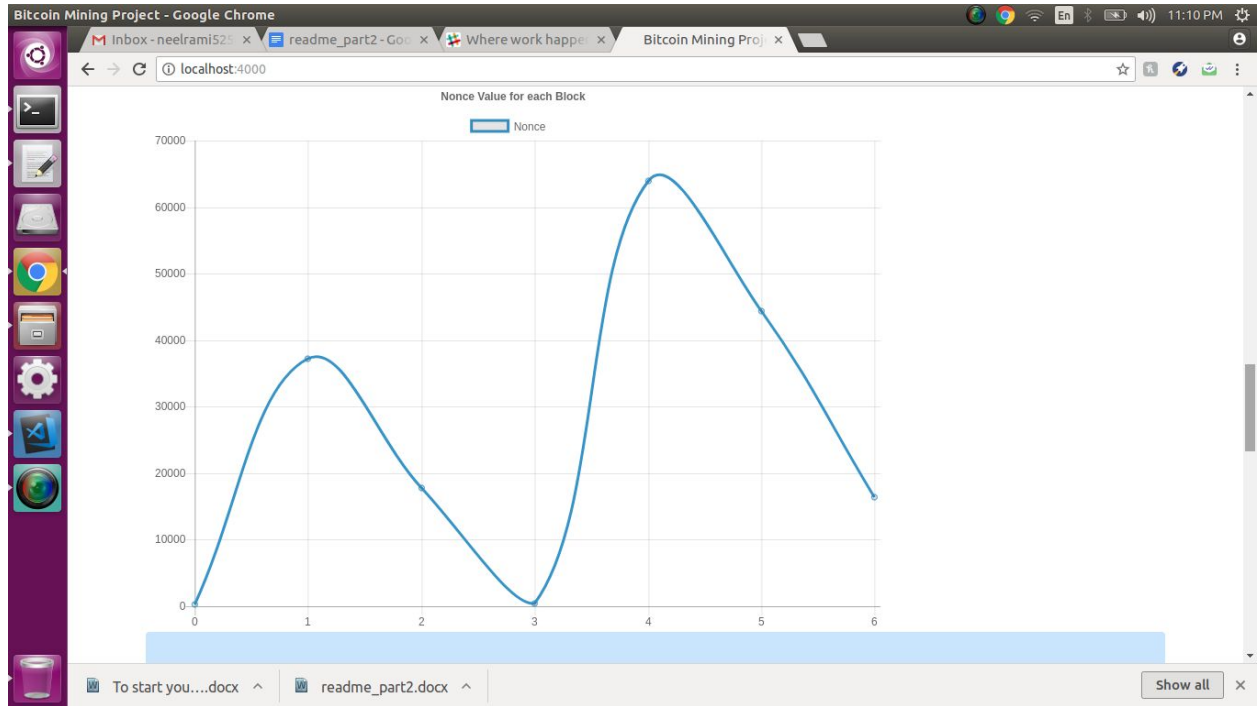 Bitcoin Mining Project - Google Chrome
En
11:10 PM
Inbox - neelrami525
readme_part2 - Goo
Where work happe
Bitcoin Mining Proj
localhost:4000
Nonce Value for each Block
Nonce
70000
60000
50000
40000
30000
20000
10000
0
0 1 2 3 4 5 6
To start you....docx
readme_part2.docx
Show all